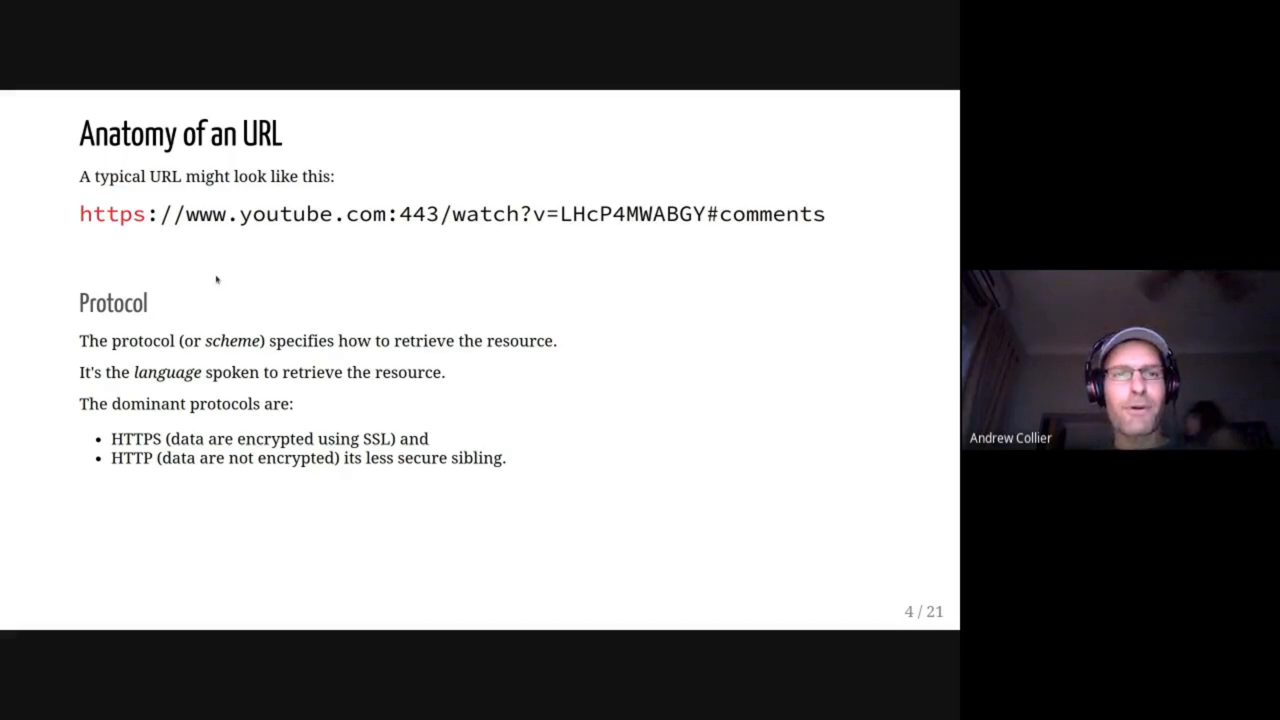 Anatomy of an URL
A typical URL might look like this:
https://www.youtube.com:443/watch?v=LHcP4MWABGY#comments
Protocol
The protocol (or scheme) specifies how to retrieve the resource.
It's the language spoken to retrieve the resource.
The dominant protocols are:
• HTTPS (data are encrypted using SSL) and
• HTTP (data are not encrypted) its less secure sibling.
4 / 21
Andrew Collier